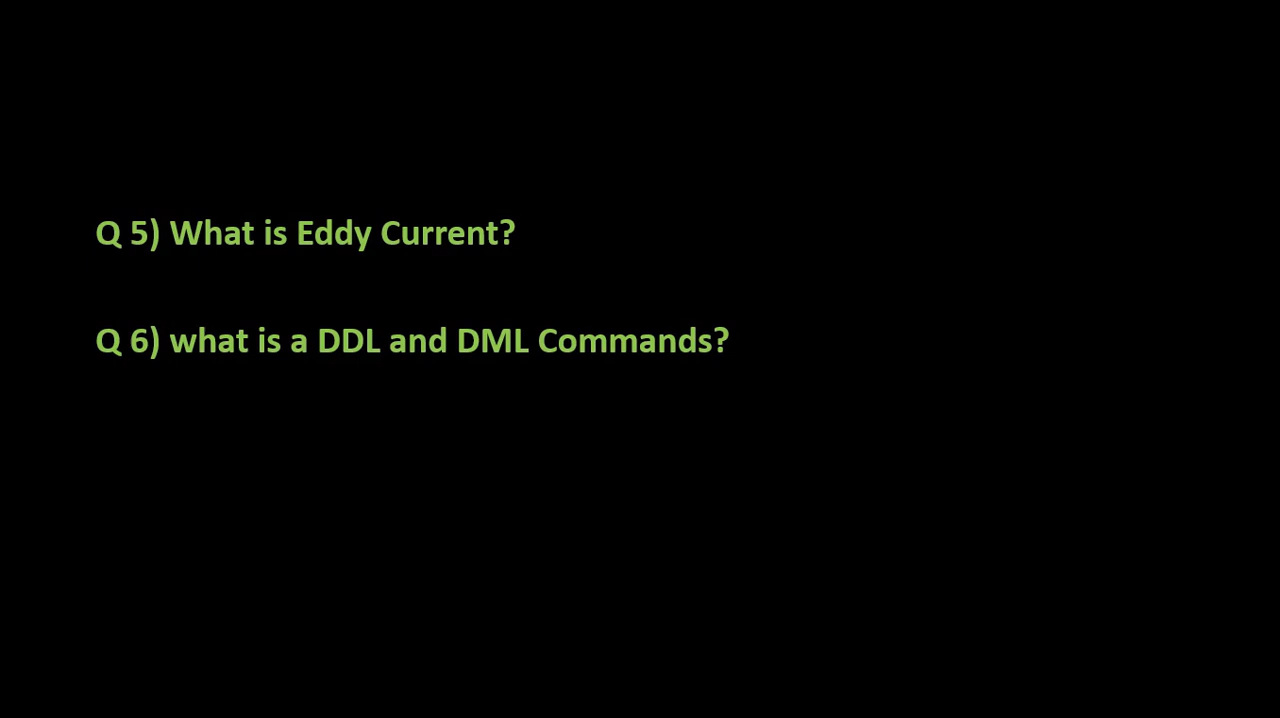 Q 5) What is Eddy Current?
Q 6) what is a DDL and DML Commands?